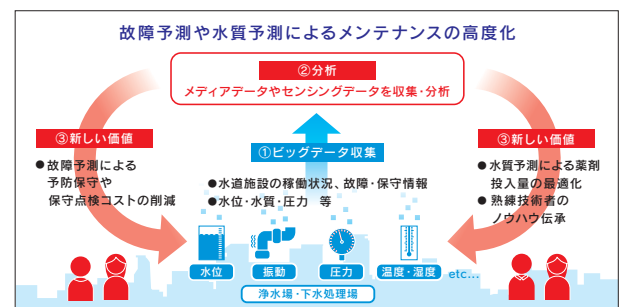 故障予測や水質予測によるメンテナンスの高度化
②分析
メディアデータやセンシングデータを収集・分析
③新しい価値
●故障予測による
予防保守や
保守点検コストの削減
①ビッグデータ収集
●水道施設の稼働状況、故障・保守情報
●水位・水質・圧力 等
③新しい価値
●水質予測による薬剤
投入量の最適化
●熟練技術者の
ノウハウ伝承
水位
振動
圧力
温度・湿度
etc...
浄水場・下水処理場